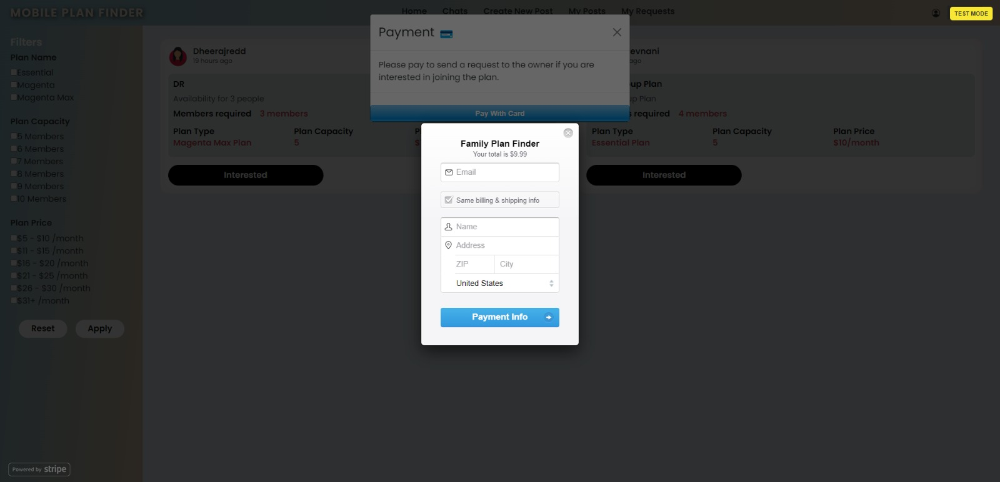 MOBILE PLAN FINDER
Home Chats Create New Post My Posts My Requests
TEST MODE
Filters
Plan Name
Essential
Magenta
Magenta Max
Plan Capacity
5 Members
6 Members
7 Members
8 Members
9 Members
10 Members
Plan Price
$5 - $10 /month
$11 - $15 /month
$16 - $20 /month
$21 - $25 /month
$26 - $30 /month
$31+ /month
Reset Apply
Dheerajredd
19 hours ago
DR
Availability for 3 people
Members required 3 members
Plan Type Plan Capacity
Magenta Max Plan 5 $
Interested
Payment
Please pay to send a request to the owner if you are
interested in joining the plan.
Pay With Card
Family Plan Finder
Your total is $9.99
Email
Same billing & shipping info
Name
Address
ZIP City
United States
Payment Info
evnani
ago
up Plan
up Plan
required 4 members
Plan Type Plan Capacity Plan Price
Essential Plan 5 $10/month
Interested
Powered by stripe